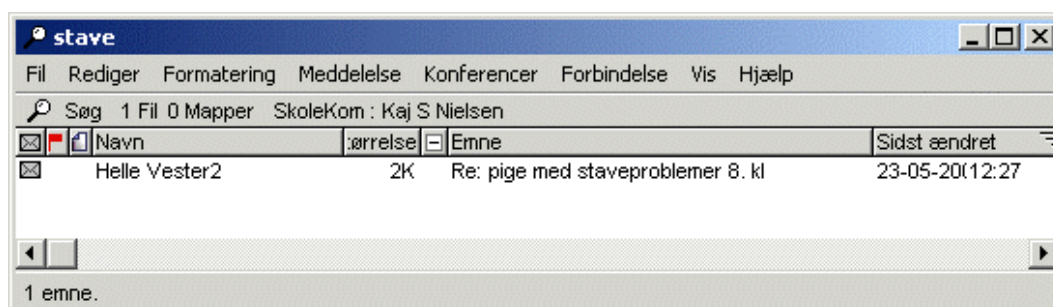 stave
Fil Rediger Formatering Meddelelse Konferencer Forbindelse Vis Hjælp
Søg 1 Fil 0 Mapper SkoleKom : Kaj S Nielsen
Navn :ørrelse Emne Sidst ændret
Helle Vester2 2K Re: pige med staveproblemer 8. kl 23-05-20(12:27
1 emne.